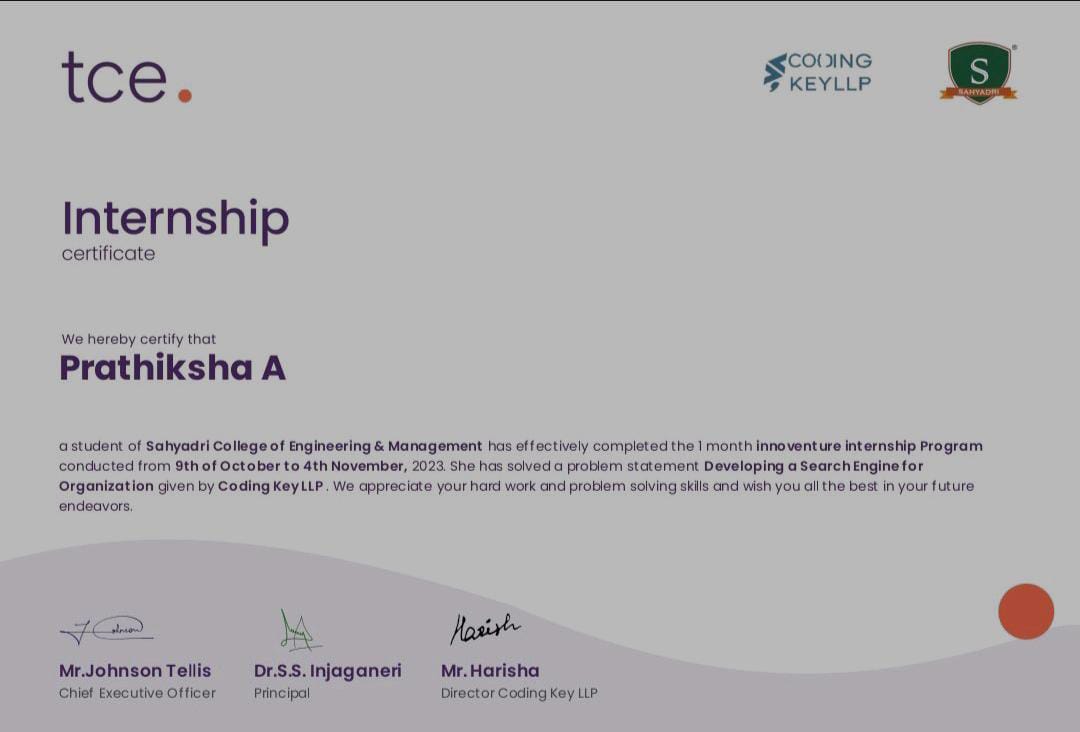 tce.
CODING
KEYLLP
S
SAHYADRI
®
Internship
certificate
We hereby certify that
Prathiksha A
a student of Sahyadri College of Engineering & Management has effectively completed the 1 month innoventure internship Program
conducted from 9th of October to 4th November, 2023. She has solved a problem statement Developing a Search Engine for
Organization given by Coding Key LLP. We appreciate your hard work and problem solving skills and wish you all the best in your future
endeavors.
Harish
Mr.Johnson Tellis
Dr.S.S. Injaganeri
Mr. Harisha
Chief Executive Officer
Principal
Director Coding Key LLP